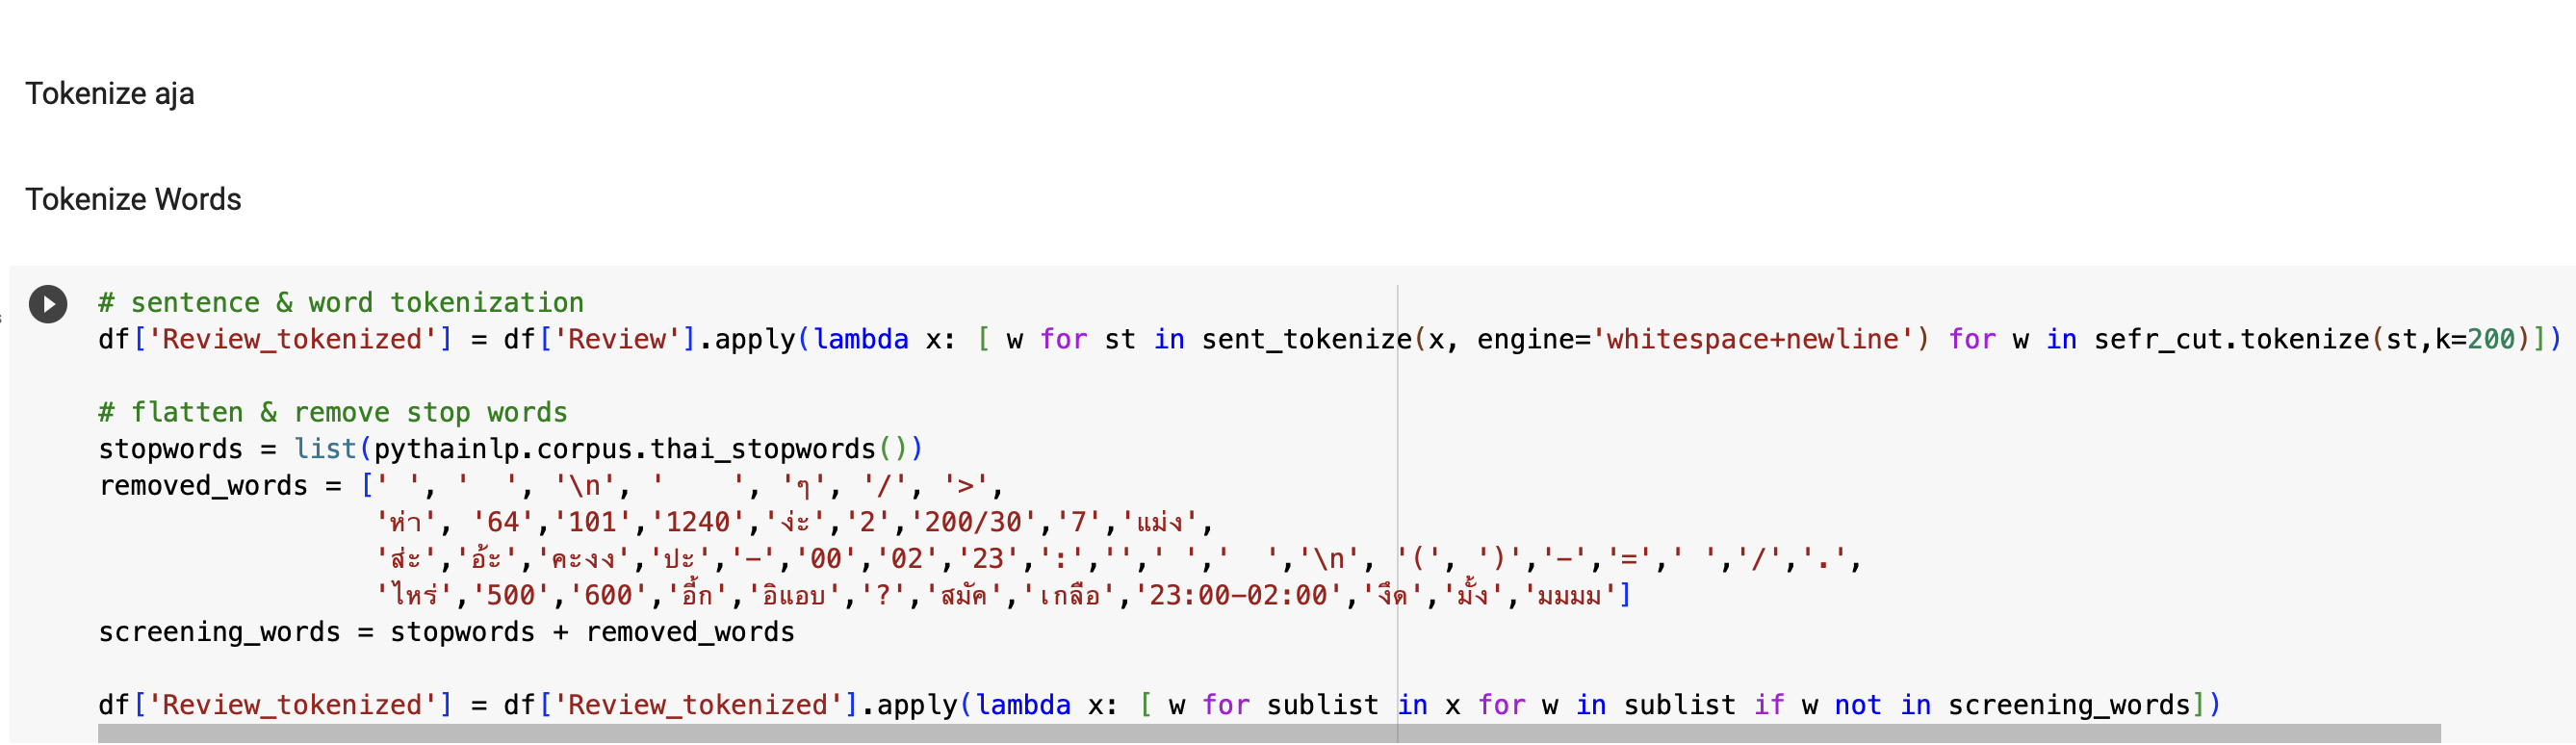 Tokenize aja
Tokenize Words
# sentence & word tokenization
df['Review_tokenized'] = df['Review'].apply(lambda x: [ w for st in sent_tokenize(x, engine='whitespace+newline') for w in sefr_cut.tokenize(st,k=200)])
# flatten & remove stop words
stopwords = list(pythainlp.corpus.thai_stopwords())
removed_words = [' ', '  ', '\n', '    ', 'ๆ', '/', '>',
'ห่า', '64','101','1240','ง่ะ','2','200/30','7','แม่ง',
'ส่ะ','อ้ะ','คะงง','ปะ','–','00','02','23',':','',' ','  ','\n', '(', ')','-','=',' ','/','.',
'ไหร่','500','600','อี้ก','อิแอบ','?','สมัค','เกลือ','23:00–02:00','งึด','มั้ง','มมมม']
screening_words = stopwords + removed_words
df['Review_tokenized'] = df['Review_tokenized'].apply(lambda x: [ w for sublist in x for w in sublist if w not in screening_words])